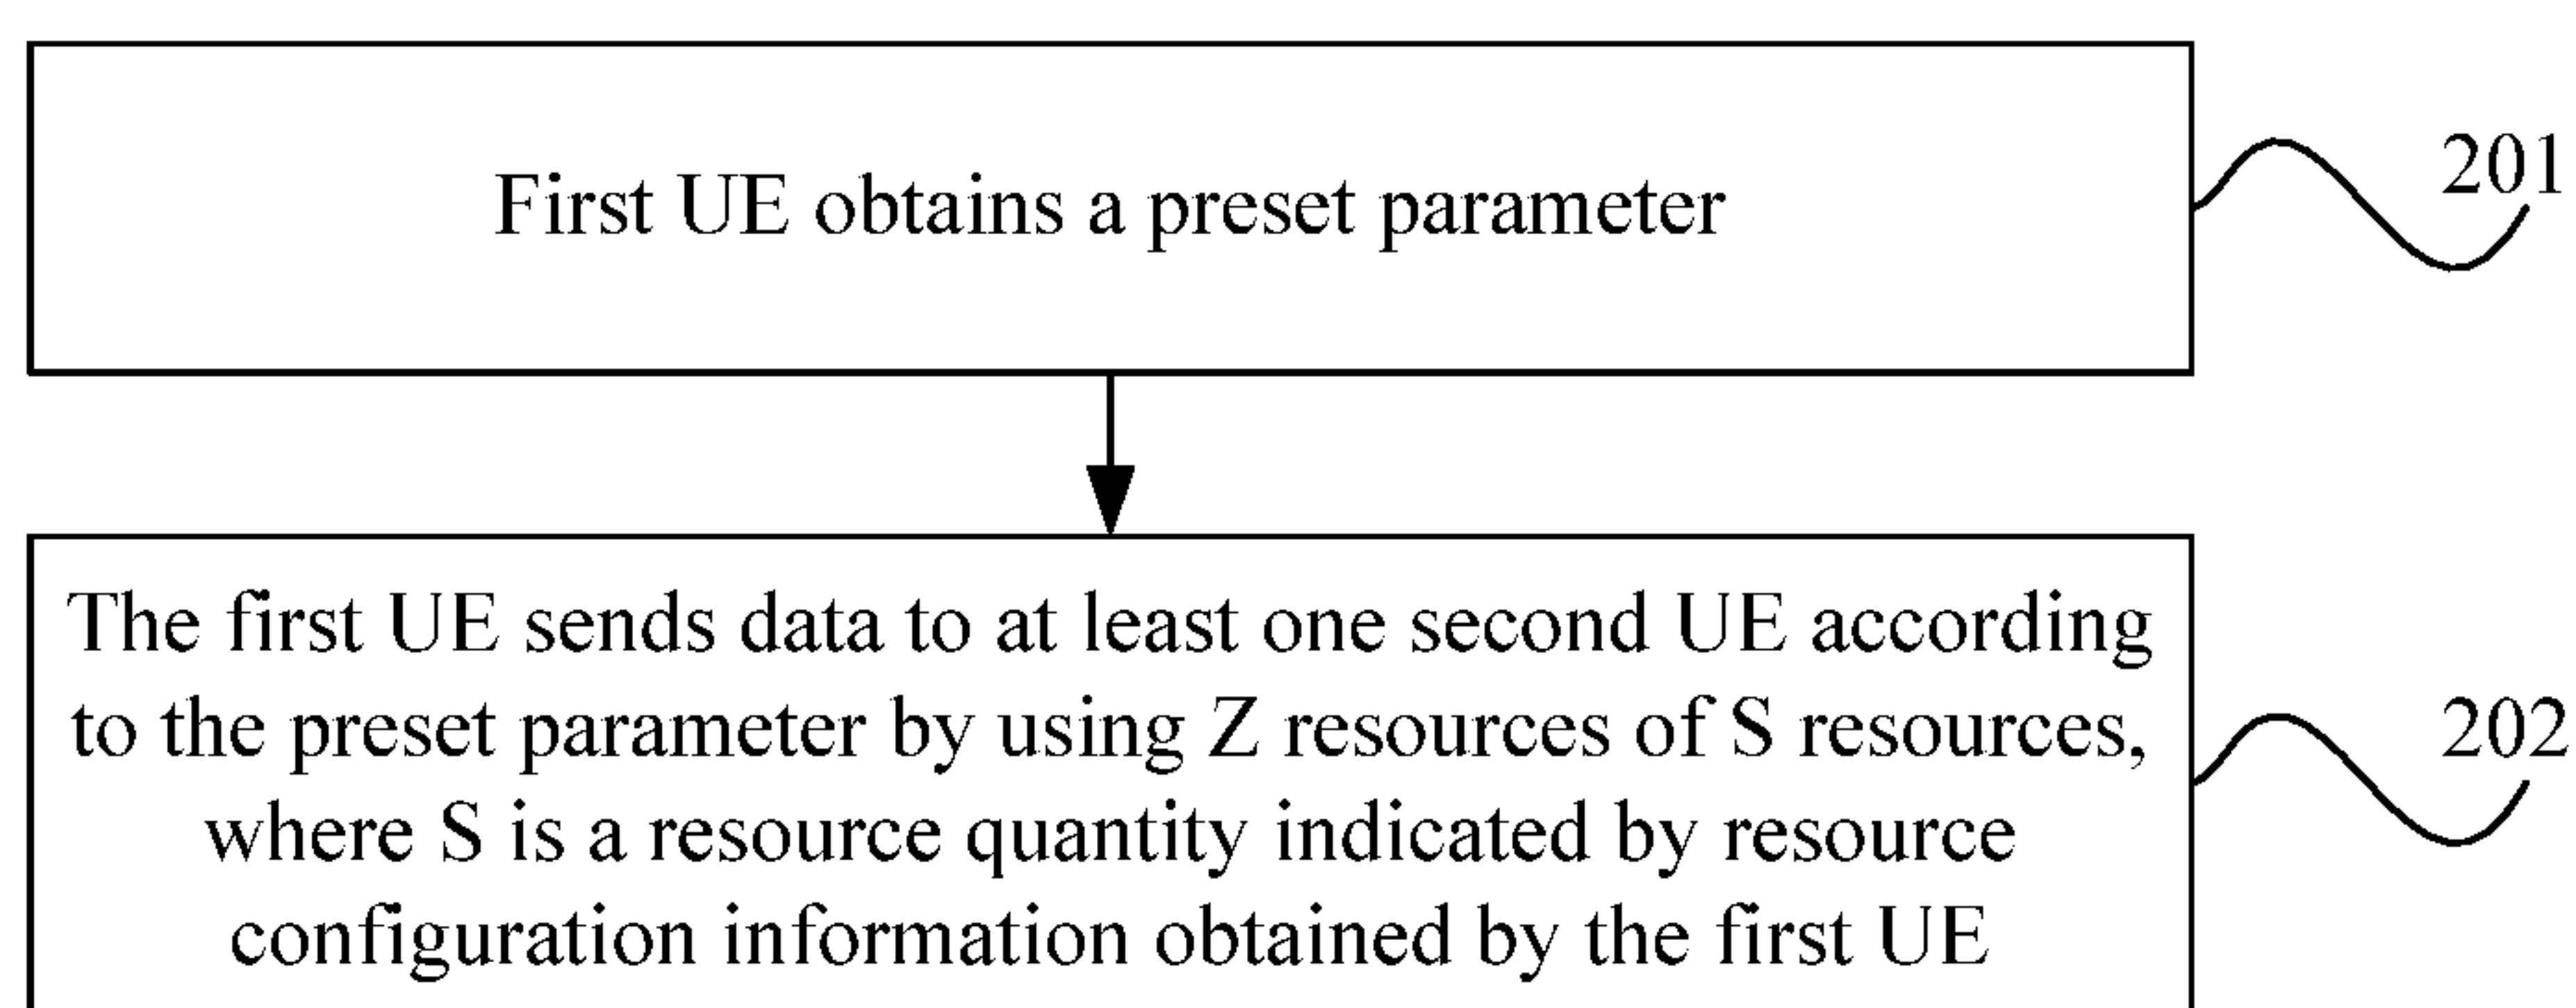 First UE obtains a preset parameter
201
The first UE sends data to at least one second UE according
to the preset parameter by using Z resources of S resources,
where S is a resource quantity indicated by resource
configuration information obtained by the first UE
202